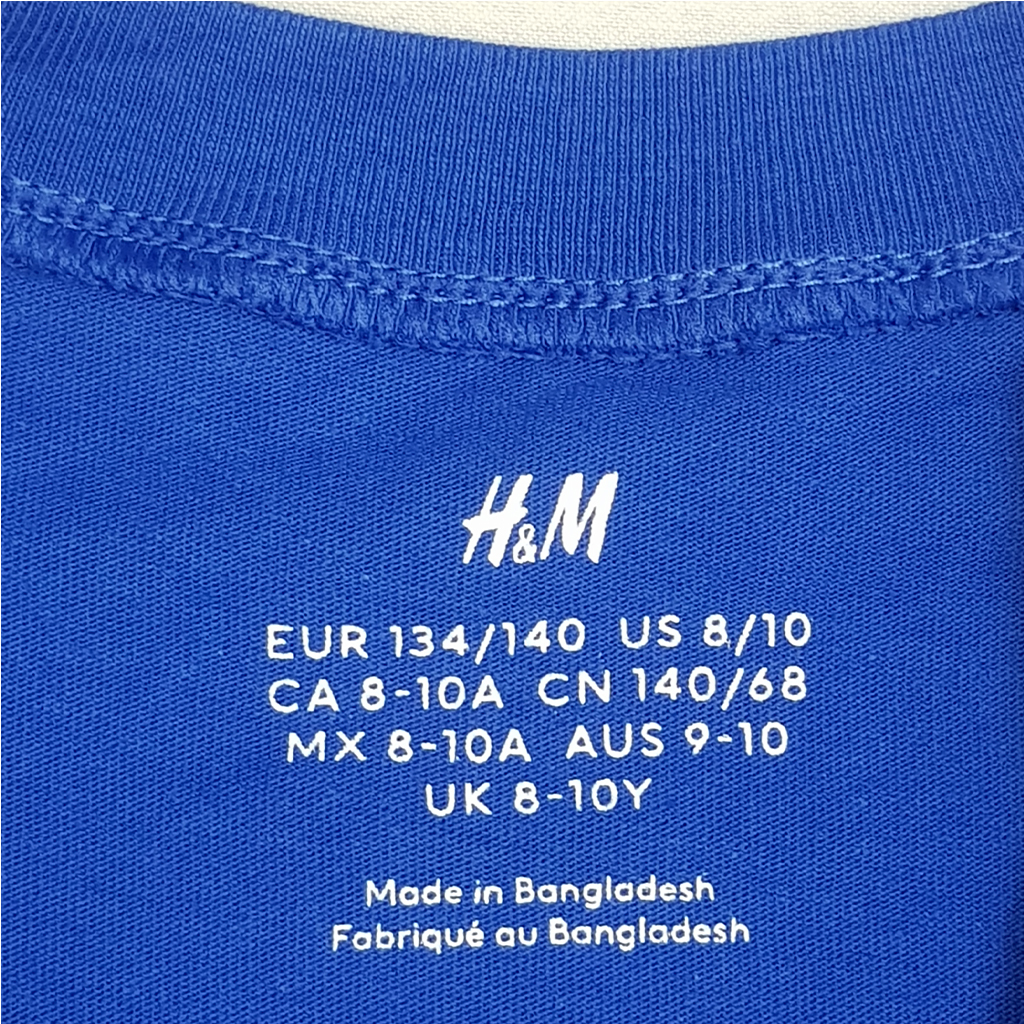 H&M
EUR 134/140 US 8/10
CA 8-10A CN 140/68
MX 8-10A AUS 9-10
UK 8-10Y
Made in Bangladesh
Fabriqué au Bangladesh